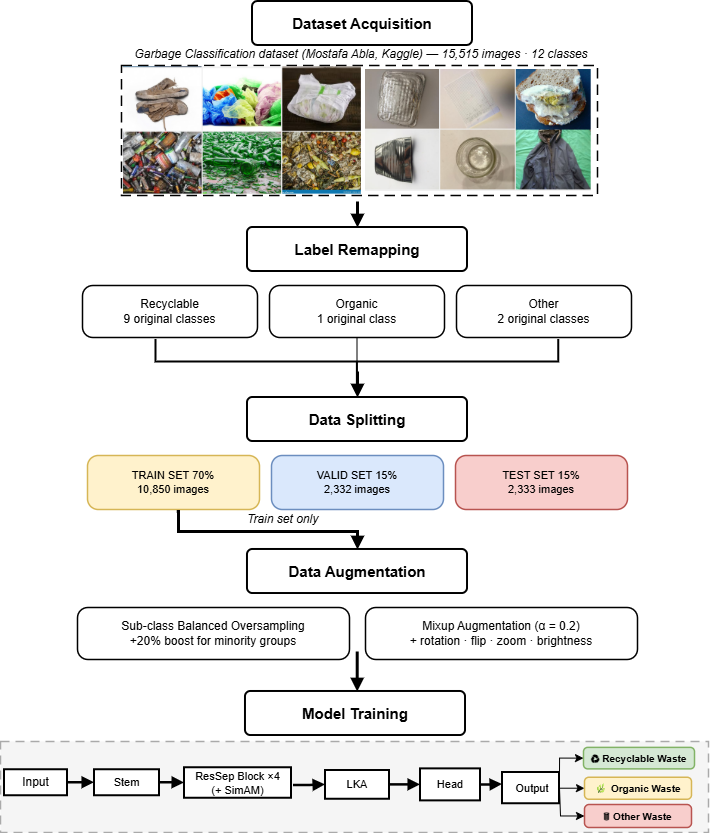 Dataset Acquisition
Garbage Classification dataset (Mostafa Abla, Kaggle) — 15,515 images · 12 classes
Label Remapping
Recyclable
9 original classes
Organic
1 original class
Other
2 original classes
Data Splitting
TRAIN SET 70%
10,850 images
VALID SET 15%
2,332 images
TEST SET 15%
2,333 images
Train set only
Data Augmentation
Sub-class Balanced Oversampling
+20% boost for minority groups
Mixup Augmentation (α = 0.2)
+ rotation · flip · zoom · brightness
Model Training
Input
Stem
ResSep Block ×4
(+ SimAM)
LKA
Head
Output
♻ Recyclable Waste
🌿 Organic Waste
🗑 Other Waste